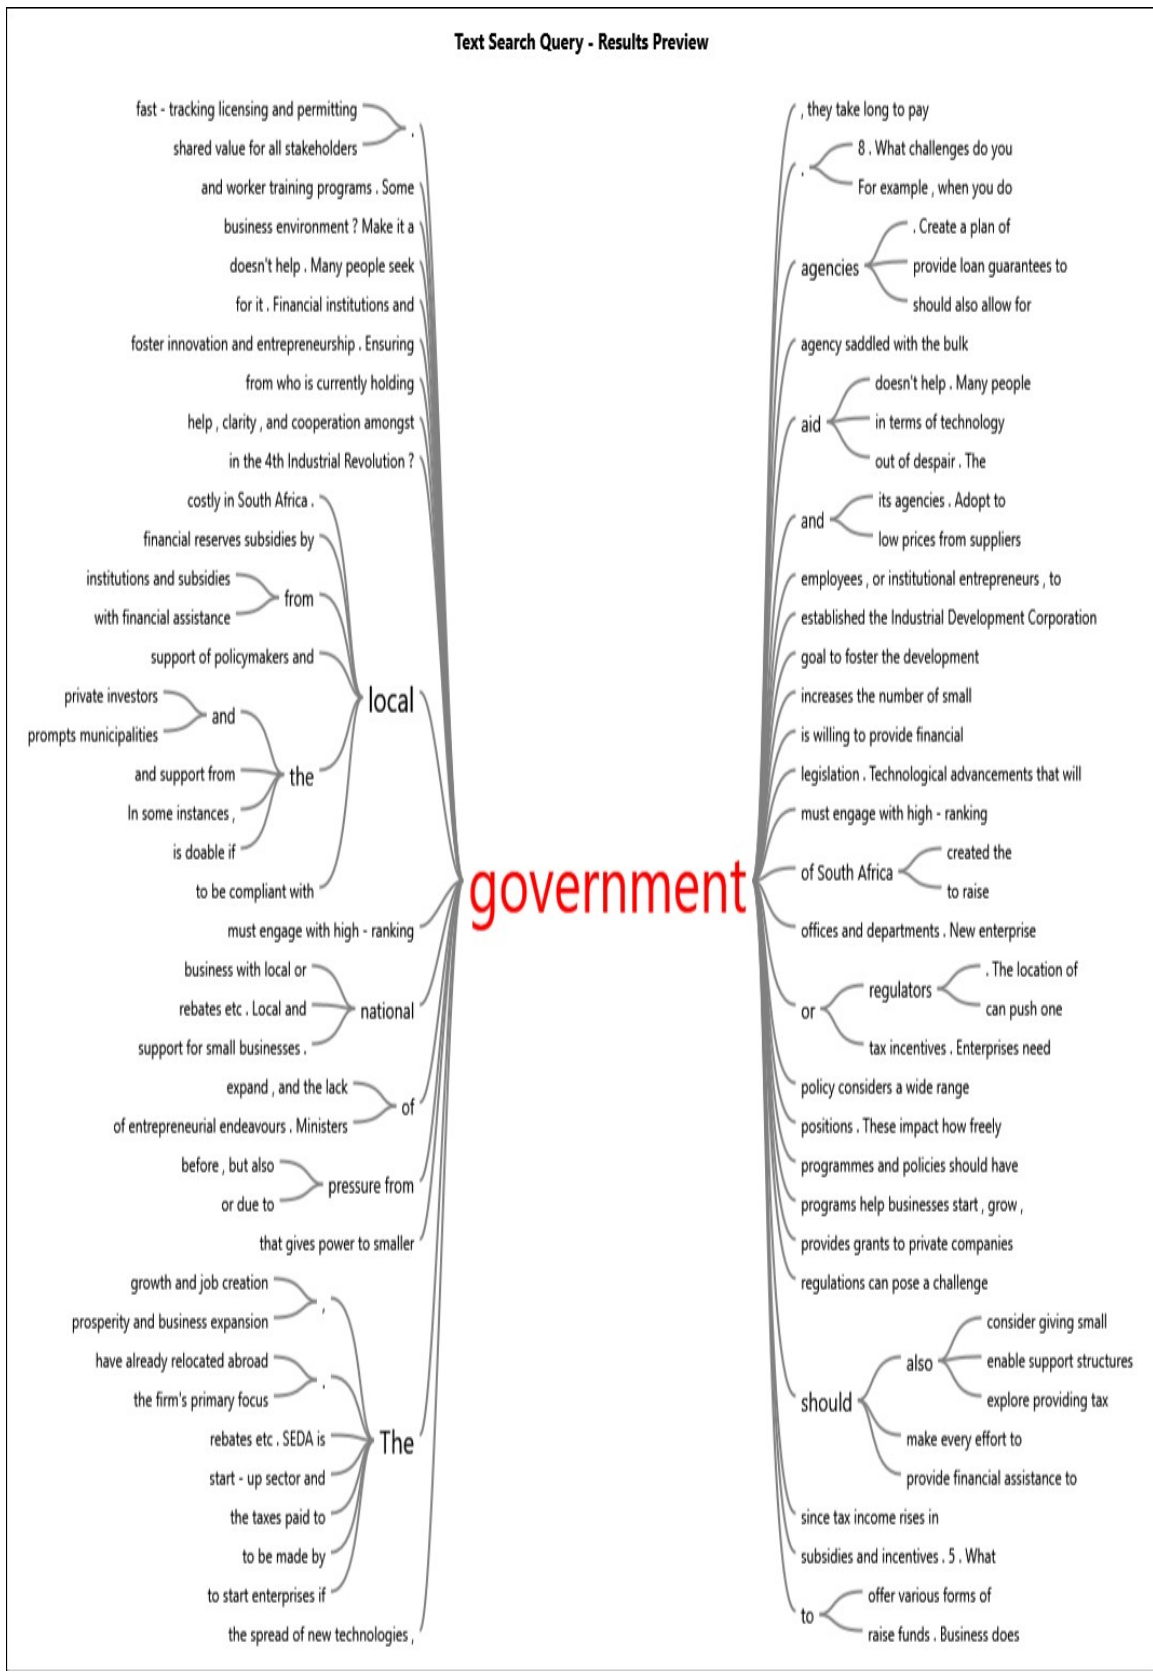 Text Search Query - Results Preview
fast - tracking licensing and permitting
shared value for all stakeholders
.
and worker training programs . Some
business environment ? Make it a
doesn't help . Many people seek
for it . Financial institutions and
foster innovation and entrepreneurship . Ensuring
from who is currently holding
help , clarity , and cooperation amongst
in the 4th Industrial Revolution ?
costly in South Africa .
financial reserves subsidies by
institutions and subsidies
with financial assistance
from
support of policymakers and
private investors
prompts municipalities
and
and support from
In some instances ,
is doable if
the
to be compliant with
local
must engage with high - ranking
business with local or
rebates etc . Local and
support for small businesses .
national
expand , and the lack
of entrepreneurial endeavours . Ministers
of
before , but also
or due to
pressure from
that gives power to smaller
growth and job creation
prosperity and business expansion
,
have already relocated abroad
the firm's primary focus
.
rebates etc . SEDA is
start - up sector and
the taxes paid to
to be made by
to start enterprises if
The
the spread of new technologies ,
government
, they take long to pay
.
8 . What challenges do you
For example , when you do
agencies
. Create a plan of
provide loan guarantees to
should also allow for
agency saddled with the bulk
aid
doesn't help . Many people
in terms of technology
out of despair . The
and
its agencies . Adopt to
low prices from suppliers
employees , or institutional entrepreneurs , to
established the Industrial Development Corporation
goal to foster the development
increases the number of small
is willing to provide financial
legislation . Technological advancements that will
must engage with high - ranking
of South Africa
created the
to raise
offices and departments . New enterprise
or
regulators
. The location of
can push one
tax incentives . Enterprises need
policy considers a wide range
positions . These impact how freely
programmes and policies should have
programs help businesses start , grow ,
provides grants to private companies
regulations can pose a challenge
should
also
consider giving small
enable support structures
explore providing tax
make every effort to
provide financial assistance to
since tax income rises in
subsidies and incentives . 5 . What
to
offer various forms of
raise funds . Business does